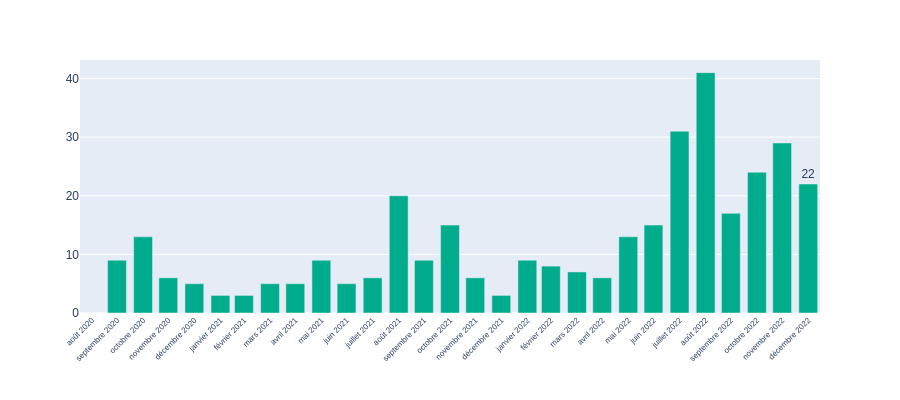 40
30
20
10
0
22
août 2020
septembre 2020
octobre 2020
novembre 2020
décembre 2020
janvier 2021
février 2021
mars 2021
avril 2021
mai 2021
juin 2021
juillet 2021
août 2021
septembre 2021
octobre 2021
novembre 2021
décembre 2021
janvier 2022
février 2022
mars 2022
avril 2022
mai 2022
juin 2022
juillet 2022
août 2022
septembre 2022
octobre 2022
novembre 2022
décembre 2022